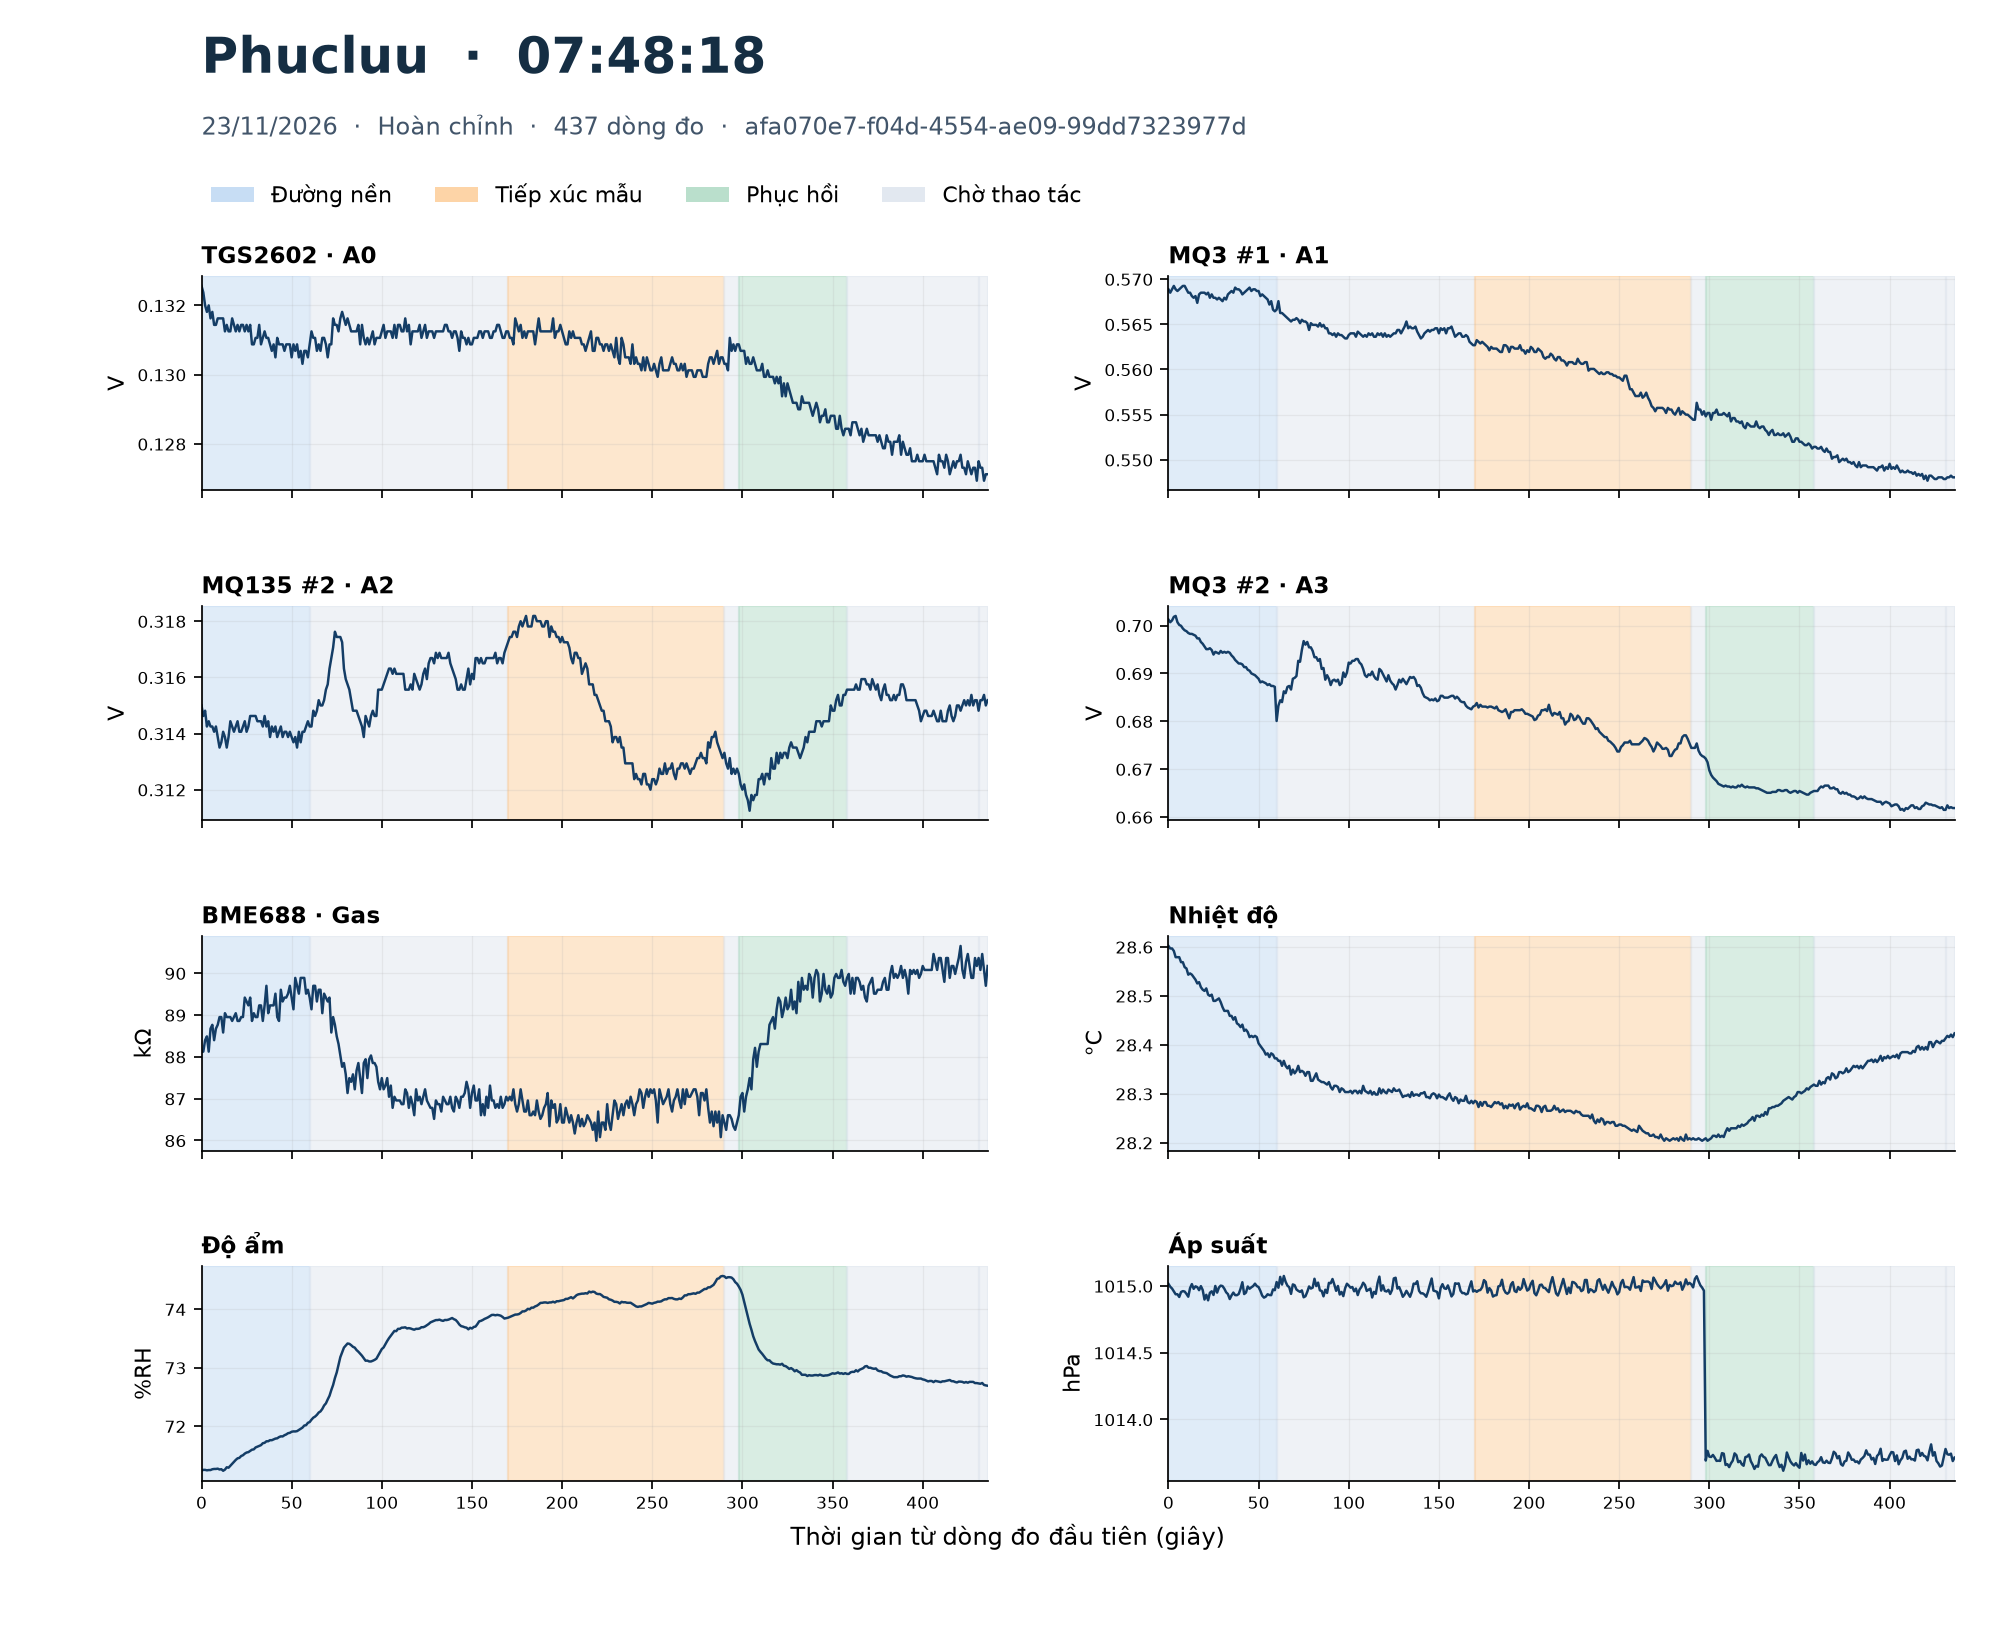 Phucluu · 07:48:18
23/11/2026 · Hoàn chỉnh · 437 dòng đo · afa070e7-f04d-4554-ae09-99dd7323977d
Đường nền Tiếp xúc mẫu Phục hồi Chờ thao tác
TGS2602 · A0
0.132
0.130
0.128
V
MQ3 #1 · A1
0.570
0.565
0.560
0.555
0.550
V
MQ135 #2 · A2
0.318
0.316
0.314
0.312
V
MQ3 #2 · A3
0.70
0.69
0.68
0.67
0.66
V
BME688 · Gas
90
89
88
87
86
kΩ
Nhiệt độ
28.6
28.5
28.4
28.3
28.2
°C
Độ ẩm
74
73
72
%RH
0 50 100 150 200 250 300 350 400
Áp suất
1015.0
1014.5
1014.0
hPa
0 50 100 150 200 250 300 350 400
Thời gian từ dòng đo đầu tiên (giây)